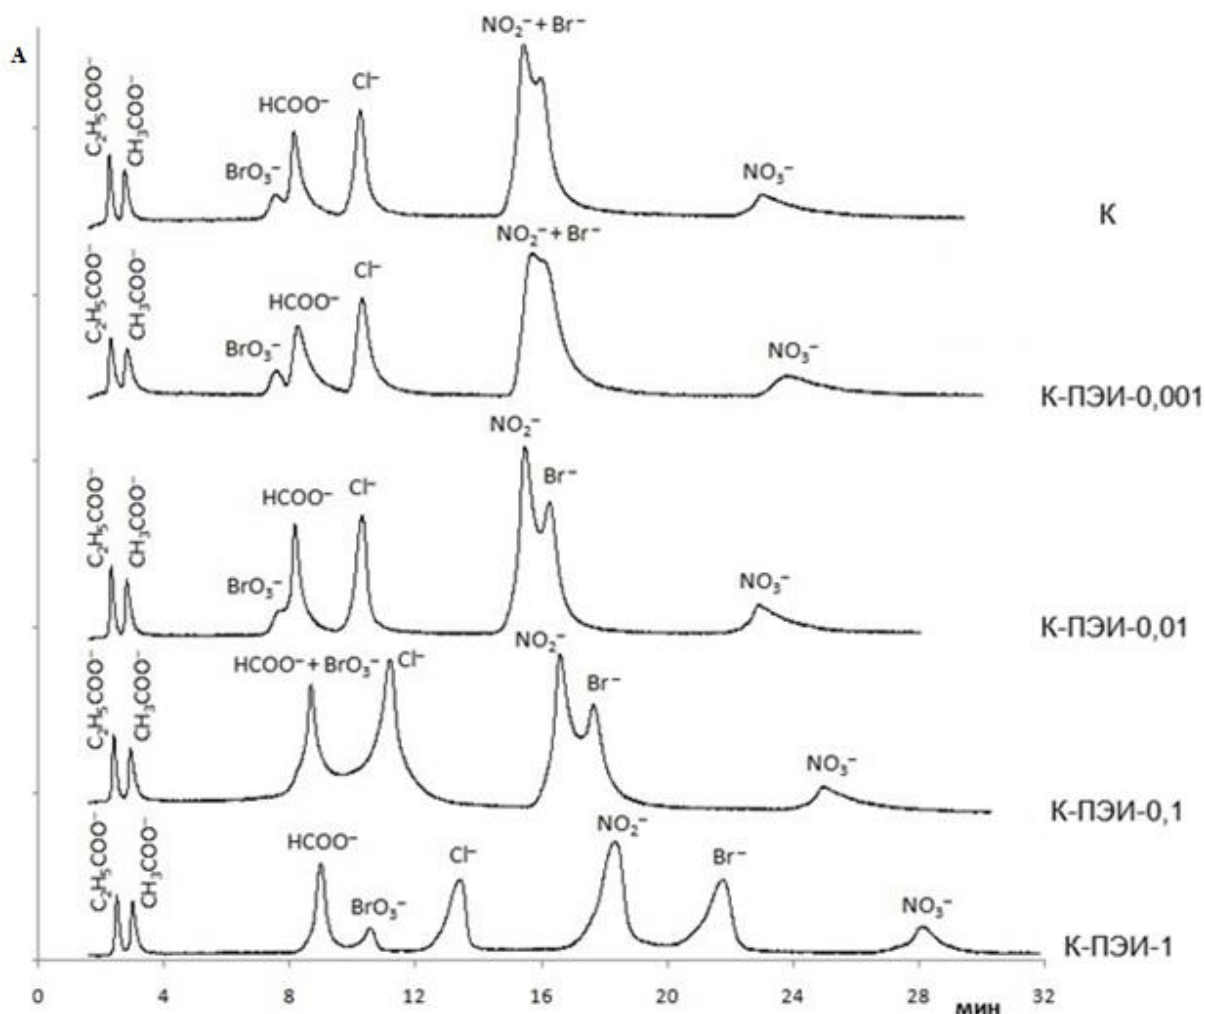 A
C₂H₅COO⁻
CH₃COO⁻
BrO₃⁻
HCOO⁻
Cl⁻
NO₂⁻ + Br⁻
NO₃⁻
К
C₂H₅COO⁻
CH₃COO⁻
BrO₃⁻
HCOO⁻
Cl⁻
NO₂⁻ + Br⁻
NO₃⁻
К-ПЭИ-0,001
C₂H₅COO⁻
CH₃COO⁻
BrO₃⁻
HCOO⁻
Cl⁻
NO₂⁻
Br⁻
NO₃⁻
К-ПЭИ-0,01
C₂H₅COO⁻
CH₃COO⁻
HCOO⁻ + BrO₃⁻
Cl⁻
NO₂⁻
Br⁻
NO₃⁻
К-ПЭИ-0,1
C₂H₅COO⁻
CH₃COO⁻
HCOO⁻
BrO₃⁻
Cl⁻
NO₂⁻
Br⁻
NO₃⁻
К-ПЭИ-1
0 4 8 12 16 20 24 28 32
мин